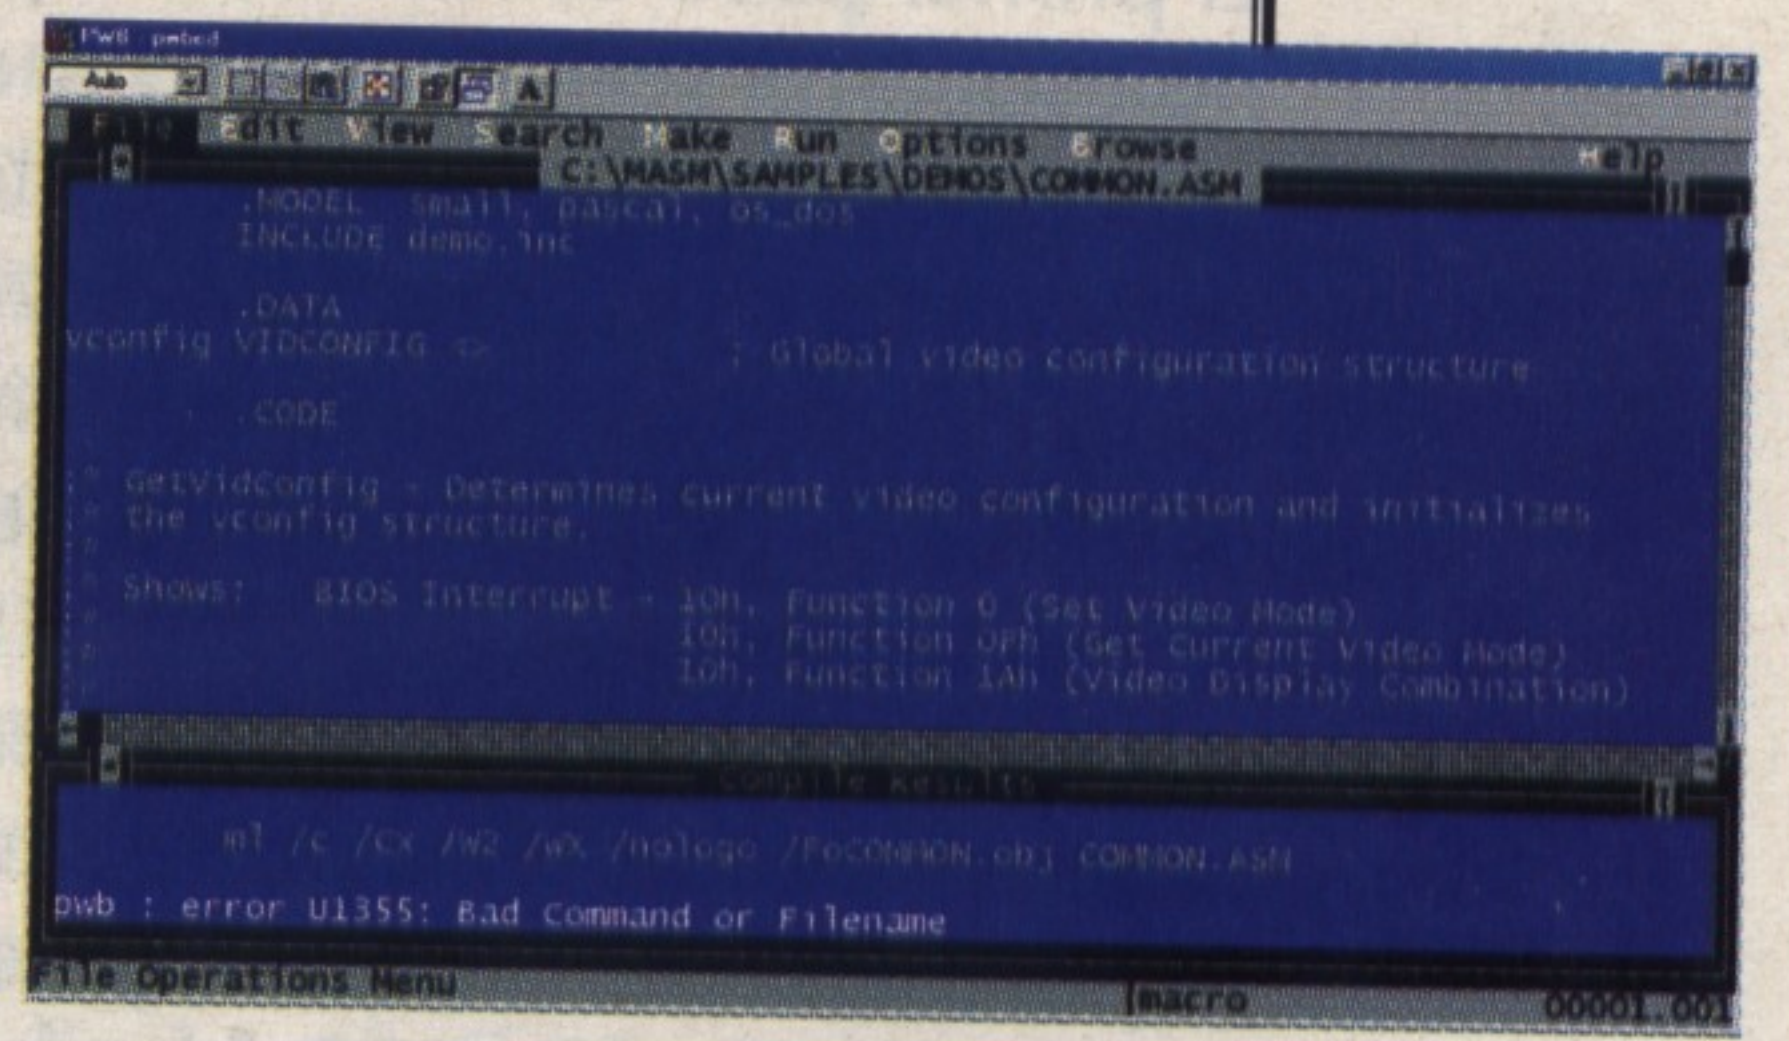 PWB - pwbed
Auto
A
File Edit View Search Make Run Options Browse Help
C:\MASM\SAMPLES\DEMOS\COMMON.ASM
.MODEL small, pascal, os_dos
INCLUDE demo.inc
.DATA
vconfig VIDCONFIG <> ; Global video configuration structure
.CODE
;* GetVidConfig - Determines current video configuration and initializes
;* the vconfig structure.
;*
;* Shows: BIOS Interrupt - 10h, Function 0 (Set Video Mode)
;* 10h, Function 0Fh (Get Current Video Mode)
;* 10h, Function 1Ah (Video Display Combination)
;*
Compile Results
ml /c /Cx /W2 /WX /nologo /FoCOMMON.obj COMMON.ASM
pwb : error U1355: Bad Command or Filename
File Operations Menu macro 00001.001